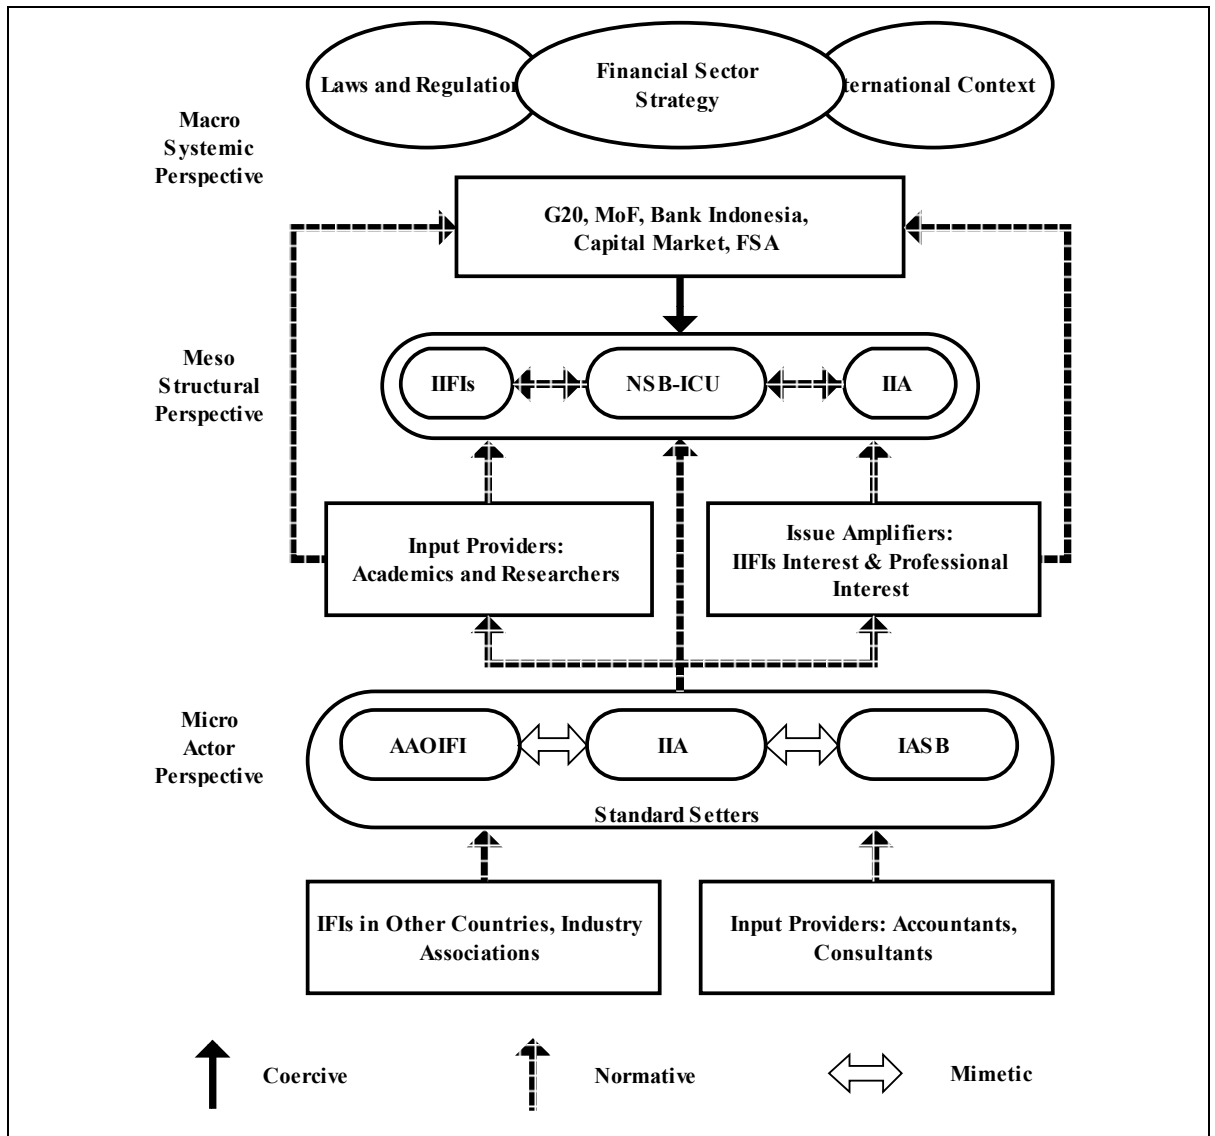 Laws and Regulation
Financial Sector
Strategy
ternational Context
Macro
Systemic
Perspective
G20, MoF, Bank Indonesia,
Capital Market, FSA
Meso
Structural
Perspective
IIFIs
NSB-ICU
IIA
Input Providers:
Academics and Researchers
Issue Amplifiers:
IIFIs Interest & Professional
Interest
Micro
Actor
Perspective
AAOIFI
IIA
IASB
Standard Setters
IFIs in Other Countries, Industry
Associations
Input Providers: Accountants,
Consultants
Coercive
Normative
Mimetic